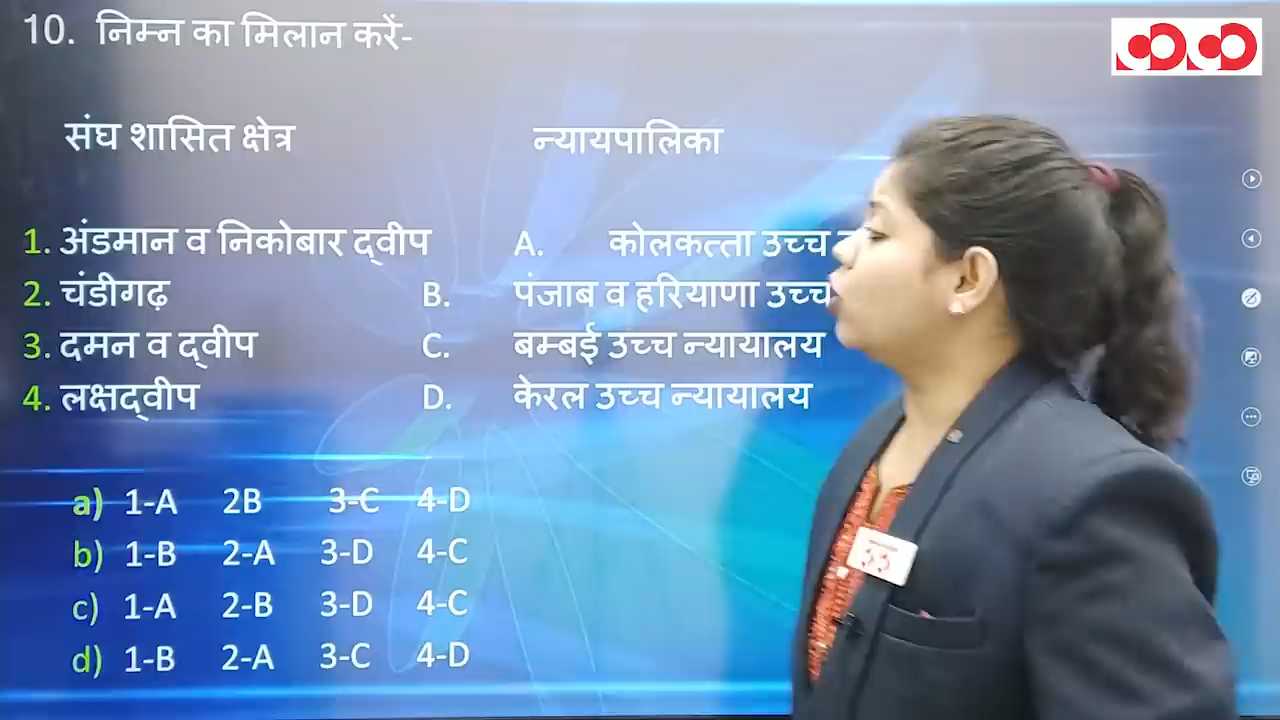 10. निम्न का मिलान करें-
संघ शासित क्षेत्र न्यायपालिका
1. अंडमान व निकोबार द्वीप A. कोलकत्ता उच्च
2. चंडीगढ़ B. पंजाब व हरियाणा उच्च
3. दमन व द्वीप C. बम्बई उच्च न्यायालय
4. लक्षद्वीप D. केरल उच्च न्यायालय
a) 1-A 2B 3-C 4-D
b) 1-B 2-A 3-D 4-C
c) 1-A 2-B 3-D 4-C
d) 1-B 2-A 3-C 4-D